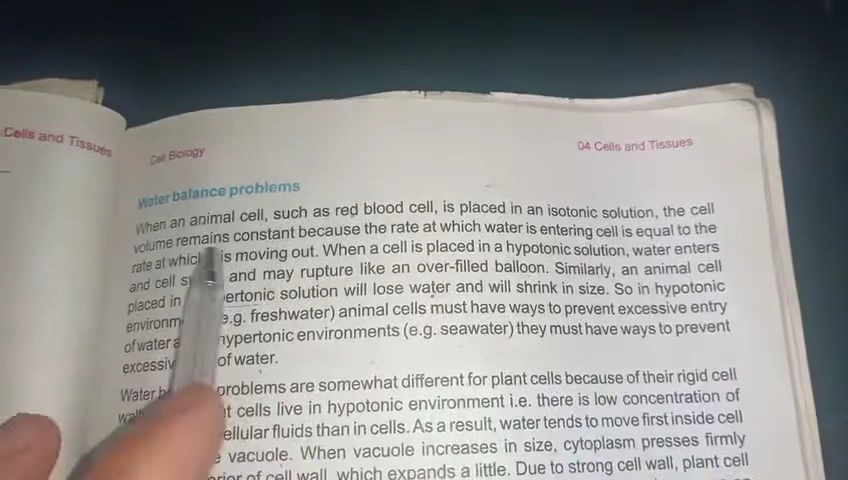 Cells and Tissues
Cell Biology
04 Cells and Tissues
Water balance problems
When an animal cell, such as red blood cell, is placed in an isotonic solution, the cell
volume remains constant because the rate at which water is entering cell is equal to the
rate at which is moving out. When a cell is placed in a hypotonic solution, water enters
and cell and may rupture like an over-filled balloon. Similarly, an animal cell
placed in solution will lose water and will shrink in size. So in hypotonic
(e.g. freshwater) animal cells must have ways to prevent excessive entry
of water hypertonic environments (e.g. seawater) they must have ways to prevent
of water.
Water problems are somewhat different for plant cells because of their rigid cell
cells live in hypotonic environment i.e. there is low concentration of
fluids than in cells. As a result, water tends to move first inside cell
vacuole. When vacuole increases in size, cytoplasm presses firmly
of cell wall, which expands a little. Due to strong cell wall, plant cell